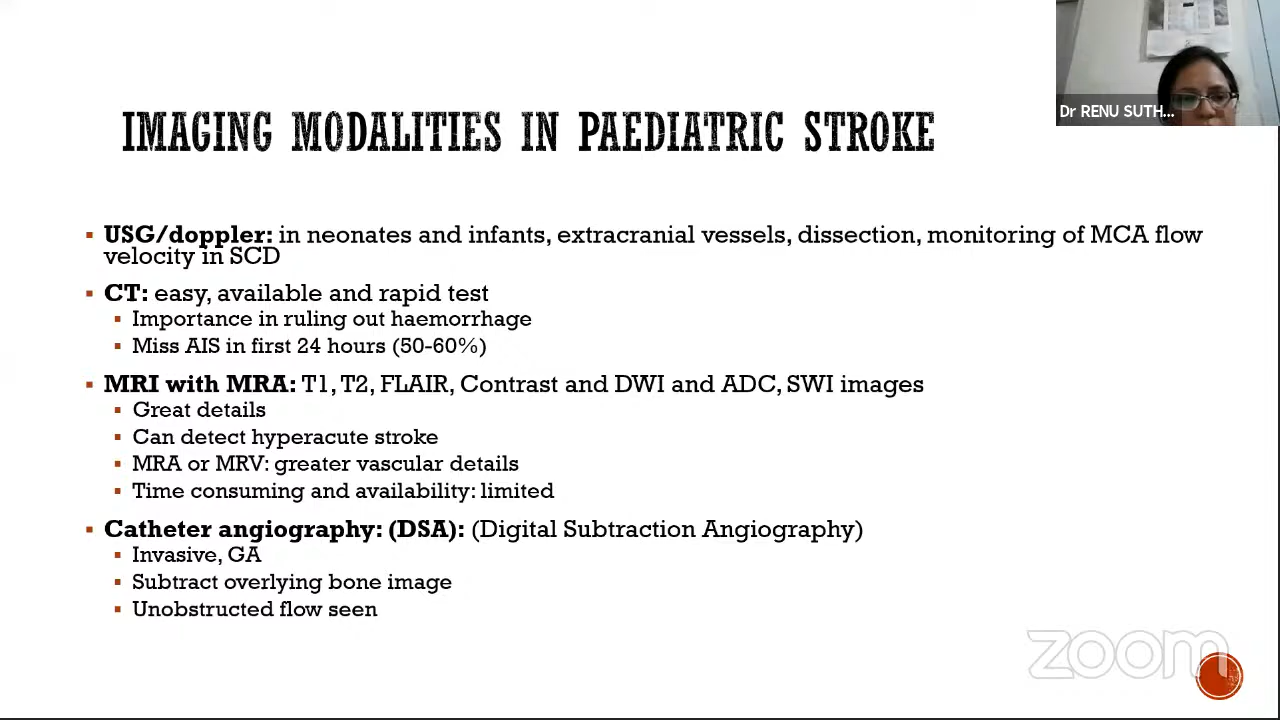 Dr RENU SUTH...
IMAGING MODALITIES IN PAEDIATRIC STROKE
▪ USG/doppler: in neonates and infants, extracranial vessels, dissection, monitoring of MCA flow
velocity in SCD
▪ CT: easy, available and rapid test
▪ Importance in ruling out haemorrhage
▪ Miss AIS in first 24 hours (50-60%)
▪ MRI with MRA: T1, T2, FLAIR, Contrast and DWI and ADC, SWI images
▪ Great details
▪ Can detect hyperacute stroke
▪ MRA or MRV: greater vascular details
▪ Time consuming and availability: limited
▪ Catheter angiography: (DSA): (Digital Subtraction Angiography)
▪ Invasive, GA
▪ Subtract overlying bone image
▪ Unobstructed flow seen
zoom